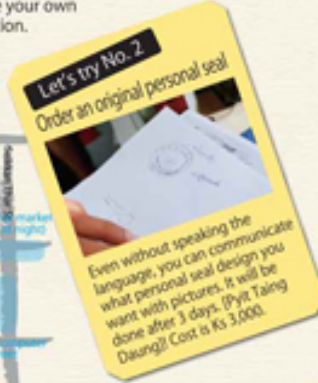 your own
tion.
Let's try No. 2
Order an original personal seal
Even without speaking the
language, you can communicate
what personal seal design you
want with pictures. It will be
done after 3 days. [Pyit Taing
Daung]! Cost is Ks 3,000.
market
night)